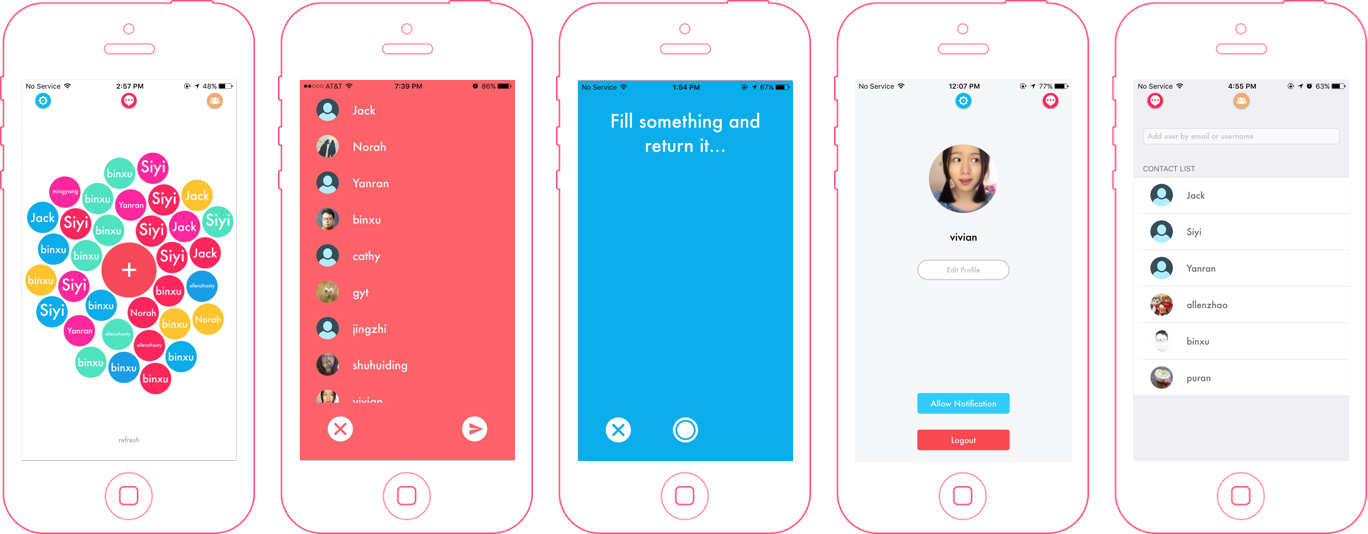 No Service 2:57 PM 48%
binxu
Siyi
mingyang
binxu
Yanran
Siyi
Jack
Jack
Siyi
binxu
Siyi
Jack
Siyi
binxu
binxu
+
Siyi
Jack
binxu
Siyi
binxu
allenzhaoty
Siyi
binxu
Norah
binxu
Norah
Yanran
allenzhaoty
allenzhaoty
binxu
binxu
binxu
binxu
refresh
AT&T 7:39 PM 86%
Jack
Norah
Yanran
binxu
cathy
gyt
jingzhi
shuhuiding
vivian
No Service 1:54 PM 67%
Fill something and
return it...
No Service 12:07 PM 77%
vivian
Edit Profile
Allow Notification
Logout
No Service 4:55 PM 63%
Add user by email or username
CONTACT LIST
Jack
Siyi
Yanran
allenzhao
binxu
puran